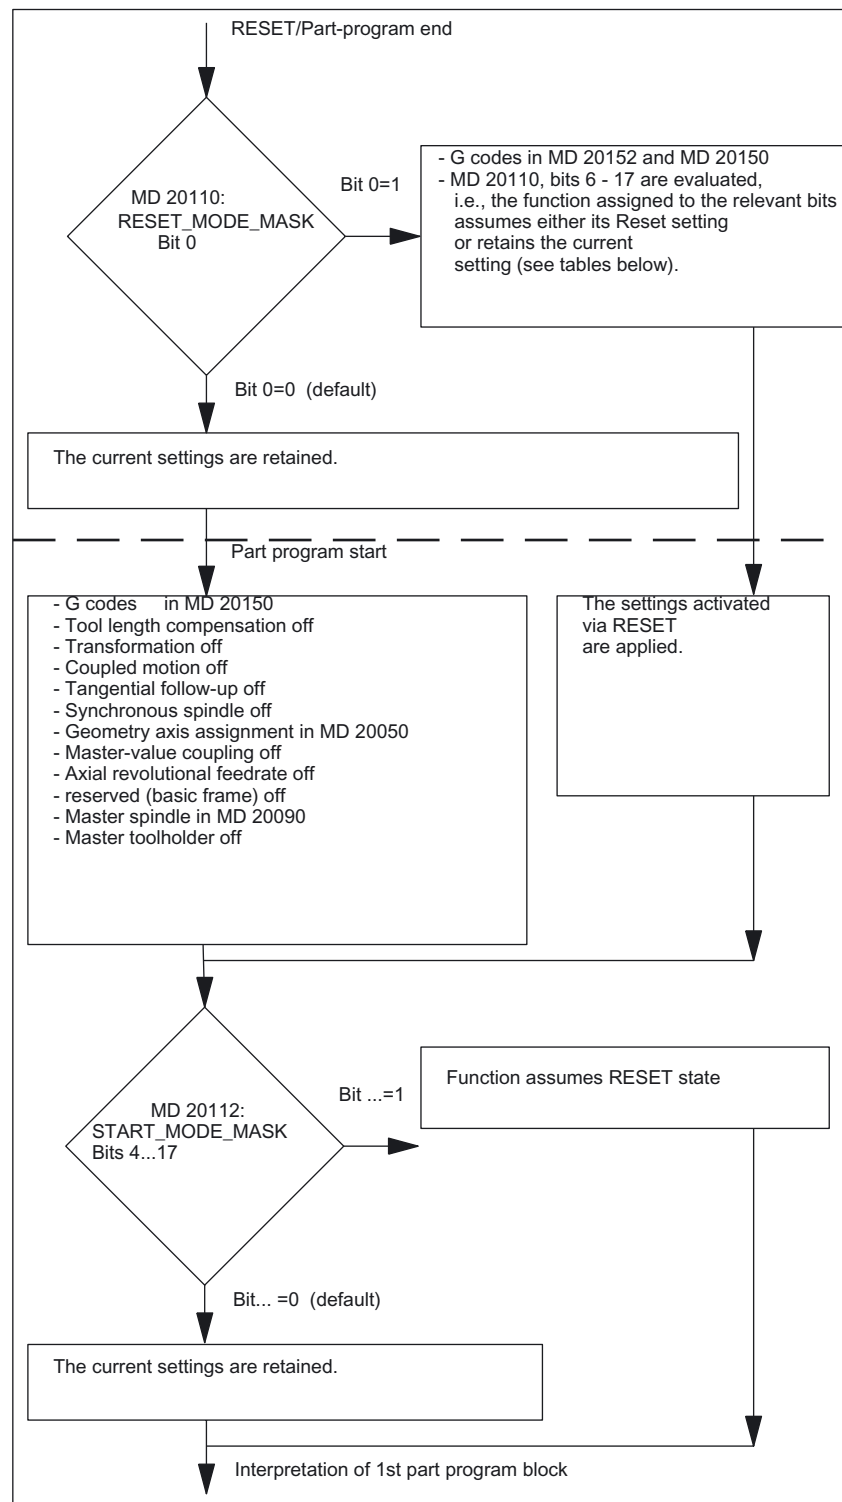 RESET/Part-program end
MD 20110:
RESET_MODE_MASK
Bit 0
Bit 0=1
- G codes in MD 20152 and MD 20150
- MD 20110, bits 6 - 17 are evaluated,
i.e., the function assigned to the relevant bits
assumes either its Reset setting
or retains the current
setting (see tables below).
Bit 0=0 (default)
The current settings are retained.
Part program start
- G codes in MD 20150
- Tool length compensation off
- Transformation off
- Coupled motion off
- Tangential follow-up off
- Synchronous spindle off
- Geometry axis assignment in MD 20050
- Master-value coupling off
- Axial revolutional feedrate off
- reserved (basic frame) off
- Master spindle in MD 20090
- Master toolholder off
The settings activated
via RESET
are applied.
MD 20112:
START_MODE_MASK
Bits 4...17
Bit ...=1
Function assumes RESET state
Bit... =0 (default)
The current settings are retained.
Interpretation of 1st part program block